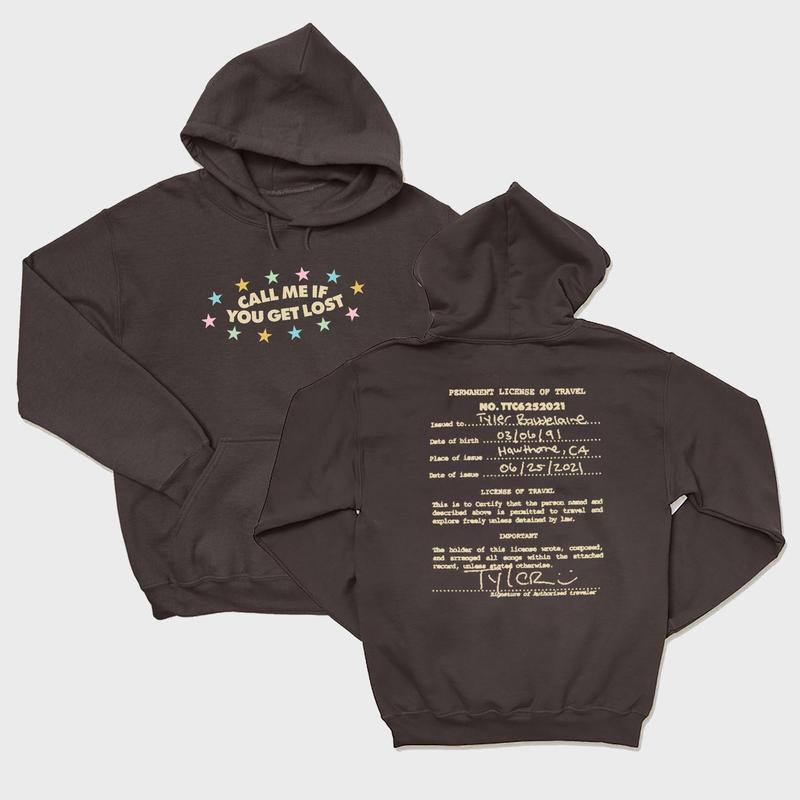 CALL ME IF
YOU GET LOST
PERMANENT LICENSE OF TRAVEL
NO. TTC6252021
Issued to...Tyler Baudelaire
Date of birth...03/06/91
Place of issue...Hawthorne, CA
Date of issue...06/25/2021
LICENSE OF TRAVEL
This is to Certify that the person named and
described above is permitted to travel and
explore freely unless detained by law.
IMPORTANT
The holder of this license wrote, composed,
and arranged all songs within the attached
record, unless stated otherwise.
TYLER
Signature of Authorised traveler